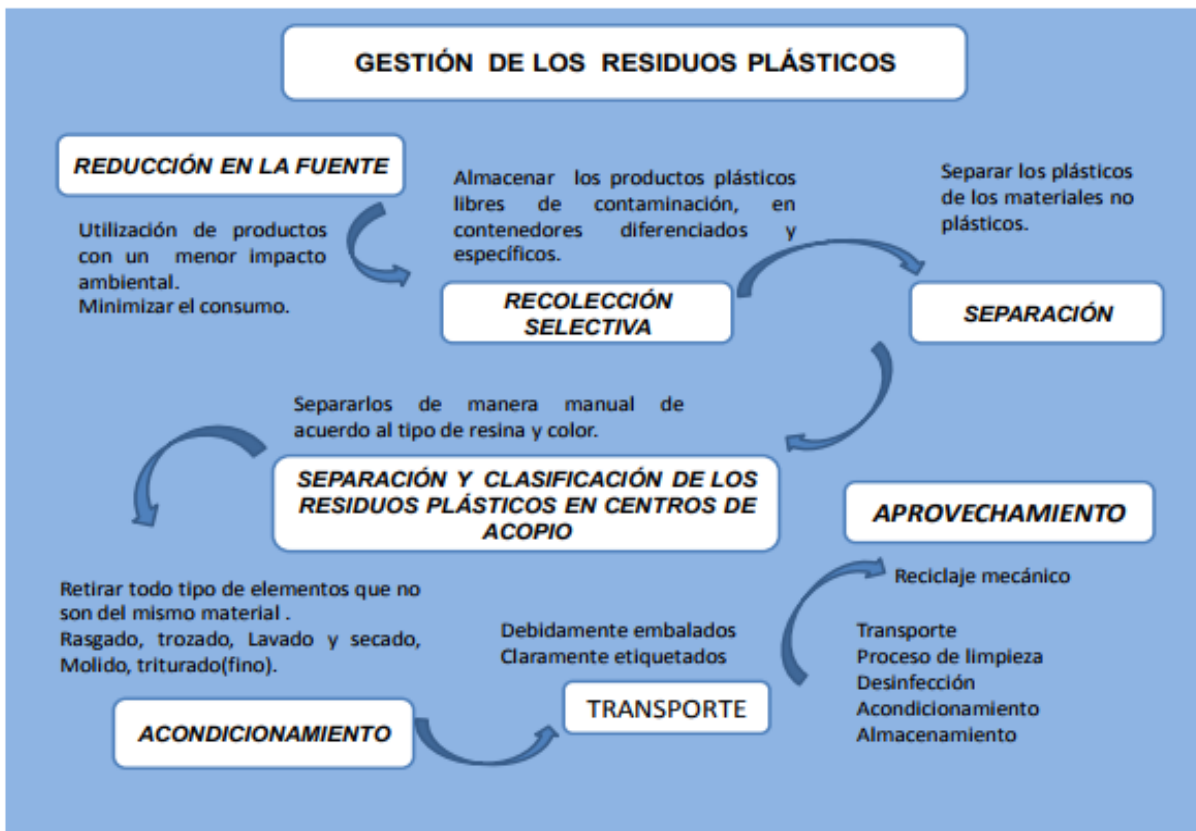 GESTIÓN DE LOS RESIDUOS PLÁSTICOS
REDUCCIÓN EN LA FUENTE
Utilización de productos
con un menor impacto
ambiental.
Minimizar el consumo.
Almacenar los productos plásticos
libres de contaminación, en
contenedores diferenciados y
específicos.
RECOLECCIÓN
SELECTIVA
Separar los plásticos
de los materiales no
plásticos.
SEPARACIÓN
Separarlos de manera manual de
acuerdo al tipo de resina y color.
SEPARACIÓN Y CLASIFICACIÓN DE LOS
RESIDUOS PLÁSTICOS EN CENTROS DE
ACOPIO
Retirar todo tipo de elementos que no
son del mismo material .
Rasgado, trozado, Lavado y secado,
Molido, triturado(fino).
ACONDICIONAMIENTO
Debidamente embalados
Claramente etiquetados
TRANSPORTE
APROVECHAMIENTO
Reciclaje mecánico
Transporte
Proceso de limpieza
Desinfección
Acondicionamiento
Almacenamiento